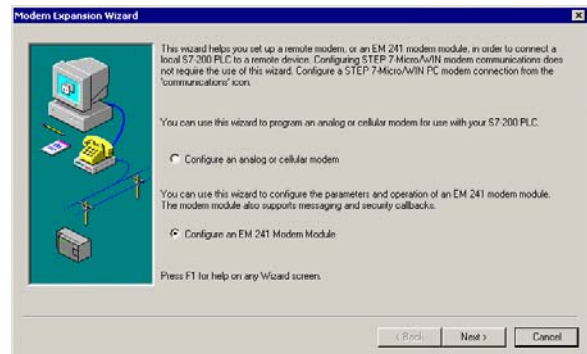 Modem Expansion Wizard
This wizard helps you set up a remote modem, or an EM 241 modem module, in order to connect a
local S7-200 PLC to a remote device. Configuring STEP 7-Micro/WIN modem communications does
not require the use of this wizard. Configure a STEP 7-Micro/WIN PC modem connection from the
'communications' icon.
You can use this wizard to program an analog or cellular modem for use with your S7-200 PLC.
Configure an analog or cellular modem
You can use this wizard to configure the parameters and operation of an EM 241 modem module.
The modem module also supports messaging and security callbacks.
Configure an EM 241 Modem Module
Press F1 for help on any Wizard screen.
< Back
Next >
Cancel